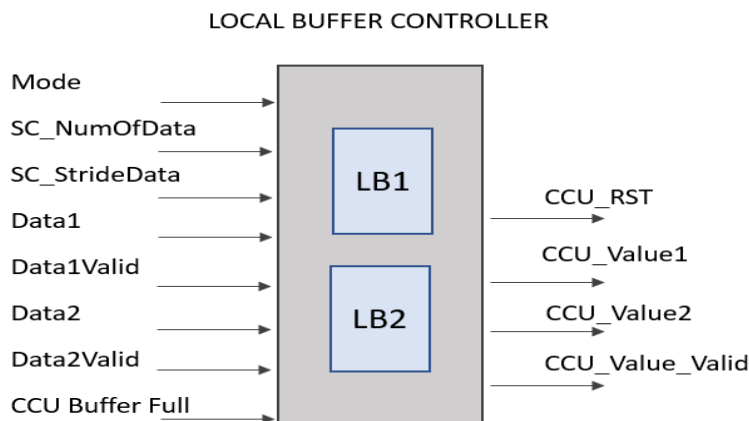 LOCAL BUFFER CONTROLLER
Mode
SC_NumOfData
SC_StrideData
Data1
Data1Valid
Data2
Data2Valid
CCU Buffer Full
LB1
LB2
CCU_RST
CCU_Value1
CCU_Value2
CCU_Value_Valid